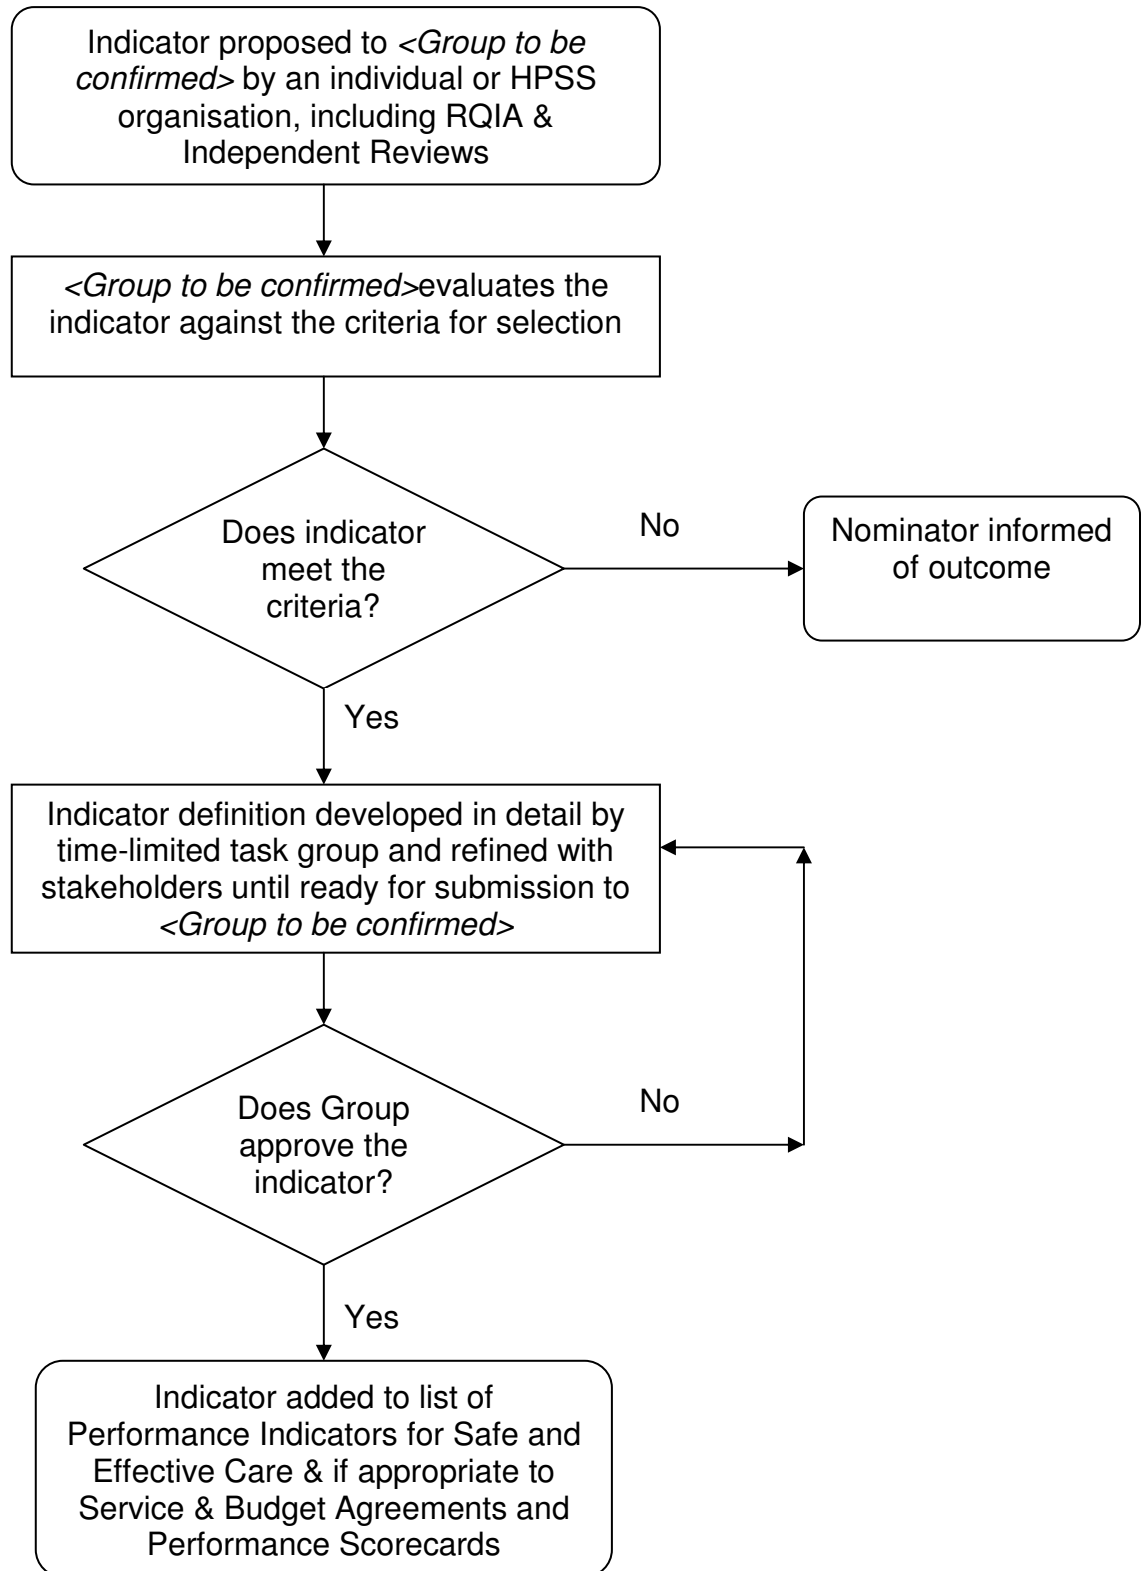 Indicator proposed to <Group to be
confirmed> by an individual or HPSS
organisation, including RQIA &
Independent Reviews
<Group to be confirmed>evaluates the
indicator against the criteria for selection
Does indicator
meet the
criteria?
No
Nominator informed
of outcome
Yes
Indicator definition developed in detail by
time-limited task group and refined with
stakeholders until ready for submission to
<Group to be confirmed>
Does Group
approve the
indicator?
No
Yes
Indicator added to list of
Performance Indicators for Safe and
Effective Care & if appropriate to
Service & Budget Agreements and
Performance Scorecards